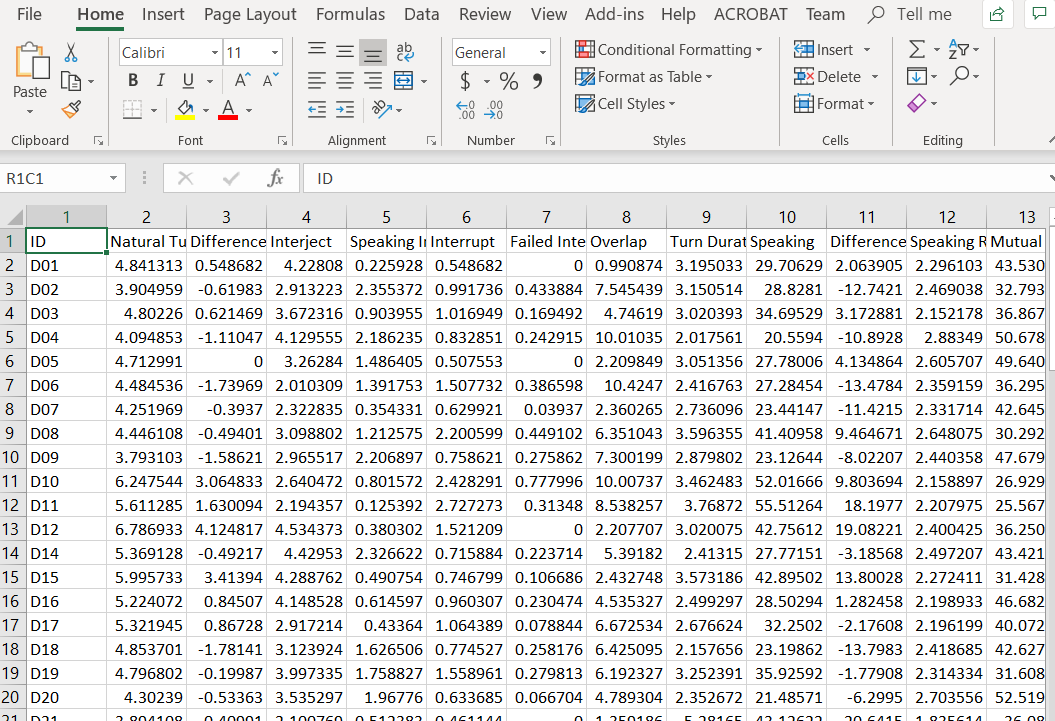 File Home Insert Page Layout Formulas Data Review View Add-ins Help ACROBAT Team Tell me
Calibri 11 General Conditional Formatting Insert
Paste B I U $ % Format as Table Delete
A A Cell Styles Format
Clipboard Font Alignment Number Styles Cells Editing
R1C1 fx ID
1 2 3 4 5 6 7 8 9 10 11 12 13
1 ID Natural Tu Difference Interject Speaking I Interrupt Failed Inte Overlap Turn Durat Speaking Difference Speaking R Mutual
2 D01 4.841313 0.548682 4.22808 0.225928 0.548682 0 0.990874 3.195033 29.70629 2.063905 2.296103 43.530
3 D02 3.904959 -0.61983 2.913223 2.355372 0.991736 0.433884 7.545439 3.150514 28.8281 -12.7421 2.469038 32.793
4 D03 4.80226 0.621469 3.672316 0.903955 1.016949 0.169492 4.74619 3.020393 34.69529 3.172881 2.152178 36.867
5 D04 4.094853 -1.11047 4.129555 2.186235 0.832851 0.242915 10.01035 2.017561 20.5594 -10.8928 2.88349 50.678
6 D05 4.712991 0 3.26284 1.486405 0.507553 0 2.209849 3.051356 27.78006 4.134864 2.605707 49.640
7 D06 4.484536 -1.73969 2.010309 1.391753 1.507732 0.386598 10.4247 2.416763 27.28454 -13.4784 2.359159 36.295
8 D07 4.251969 -0.3937 2.322835 0.354331 0.629921 0.03937 2.360265 2.736096 23.44147 -11.4215 2.331714 42.645
9 D08 4.446108 -0.49401 3.098802 1.212575 2.200599 0.449102 6.351043 3.596355 41.40958 9.464671 2.648075 30.292
10 D09 3.793103 -1.58621 2.965517 2.206897 0.758621 0.275862 7.300199 2.879802 23.12644 -8.02207 2.440358 47.679
11 D10 6.247544 3.064833 2.640472 0.801572 2.428291 0.777996 10.00737 3.462483 52.01666 9.803694 2.158897 26.929
12 D11 5.611285 1.630094 2.194357 0.125392 2.727273 0.31348 8.538257 3.76872 55.51264 18.1977 2.207975 25.567
13 D12 6.786933 4.124817 4.534373 0.380302 1.521209 0 2.207707 3.020075 42.75612 19.08221 2.400425 36.250
14 D14 5.369128 -0.49217 4.42953 2.326622 0.715884 0.223714 5.39182 2.41315 27.77151 -3.18568 2.497207 43.421
15 D15 5.995733 3.41394 4.288762 0.490754 0.746799 0.106686 2.432748 3.573186 42.89502 13.80028 2.272411 31.428
16 D16 5.224072 0.84507 4.148528 0.614597 0.960307 0.230474 4.535327 2.499297 28.50294 1.282458 2.198933 46.682
17 D17 5.321945 0.86728 2.917214 0.43364 1.064389 0.078844 6.672534 2.676624 32.2502 -2.17608 2.196199 40.072
18 D18 4.853701 -1.78141 3.123924 1.626506 0.774527 0.258176 6.425095 2.157656 23.19862 -13.7983 2.418685 42.627
19 D19 4.796802 -0.19987 3.997335 1.758827 1.558961 0.279813 6.192327 3.252391 35.92592 -1.77908 2.314334 31.608
20 D20 4.30239 -0.53363 3.535297 1.96776 0.633685 0.066704 4.789304 2.352672 21.48571 -6.2995 2.703556 52.519